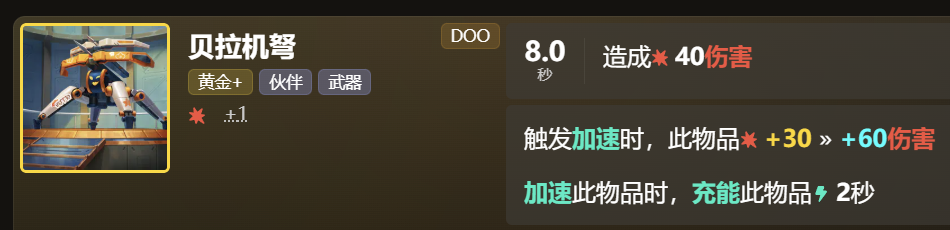 贝拉机弩
DOO
黄金+
伙伴
武器
+1
8.0
秒
造成 40伤害
触发加速时，此物品 +30 » +60伤害
加速此物品时，充能此物品 2秒